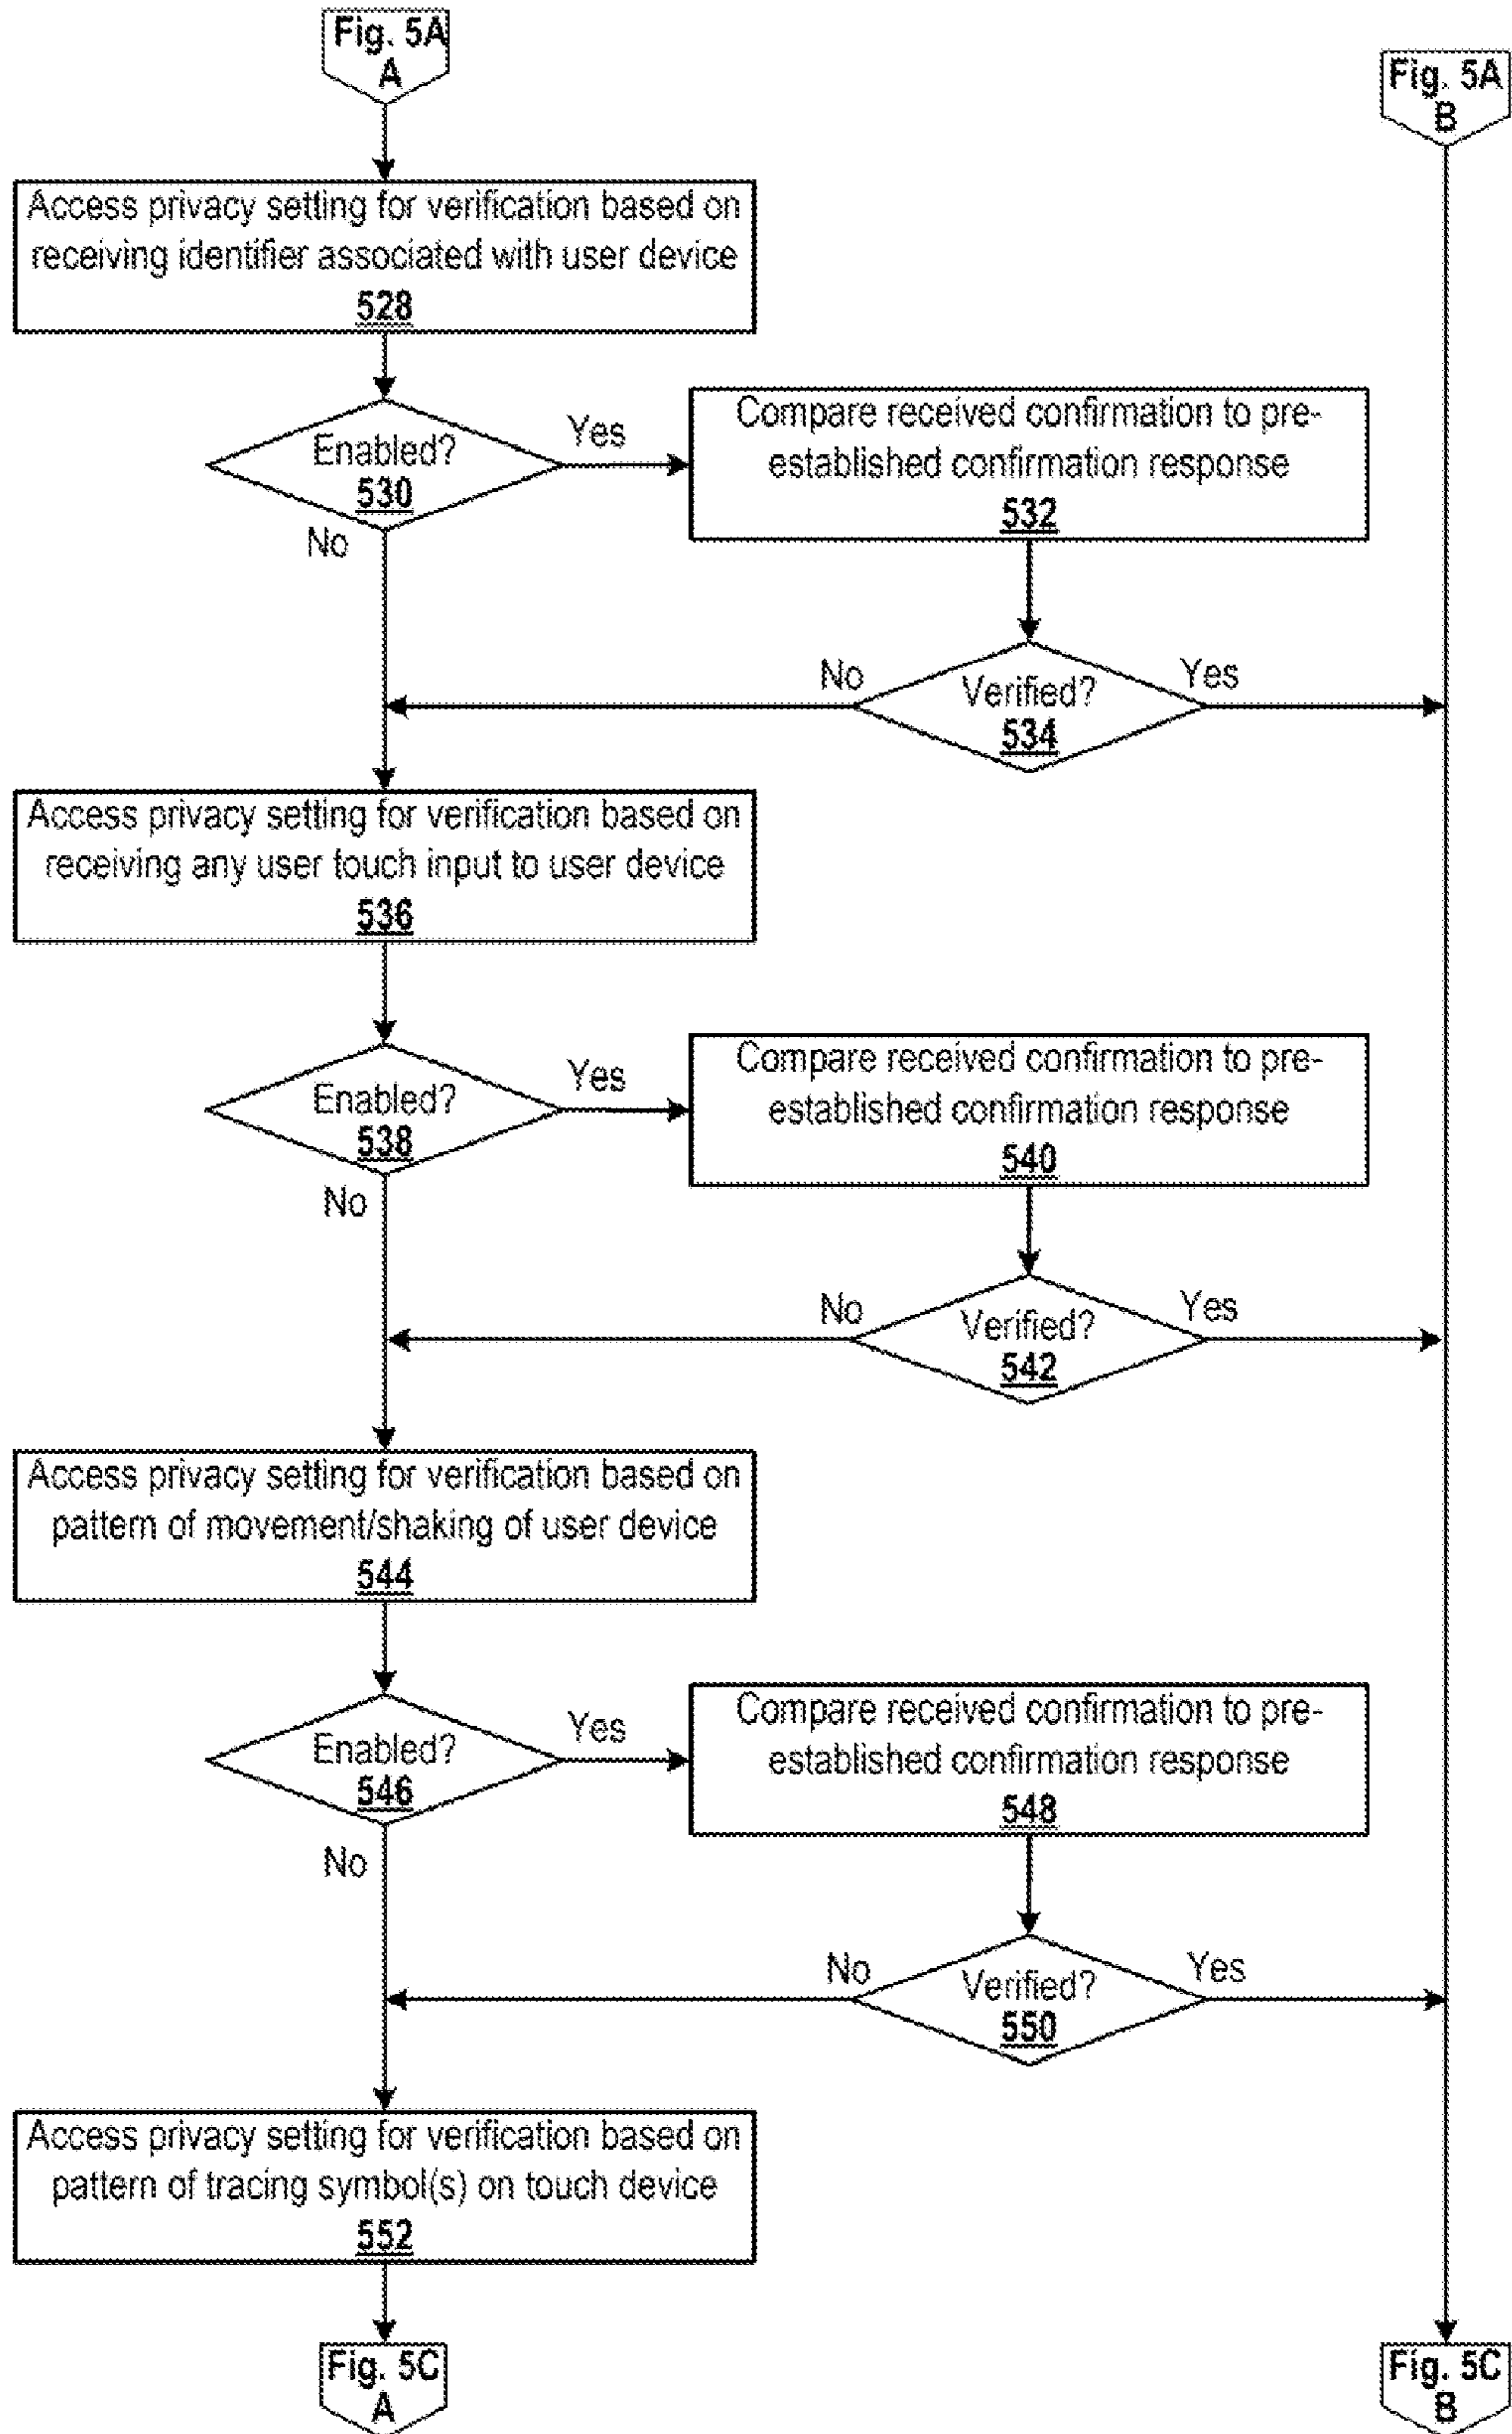 Fig. 5A
A
Fig. 5A
B
Access privacy setting for verification based on
receiving identifier associated with user device
528
Enabled?
530
Yes
No
Compare received confirmation to pre-
established confirmation response
532
No
Verified?
534
Yes
Access privacy setting for verification based on
receiving any user touch input to user device
536
Enabled?
538
Yes
No
Compare received confirmation to pre-
established confirmation response
540
No
Verified?
542
Yes
Access privacy setting for verification based on
pattern of movement/shaking of user device
544
Enabled?
546
Yes
No
Compare received confirmation to pre-
established confirmation response
548
No
Verified?
550
Yes
Access privacy setting for verification based on
pattern of tracing symbol(s) on touch device
552
Fig. 5C
A
Fig. 5C
B